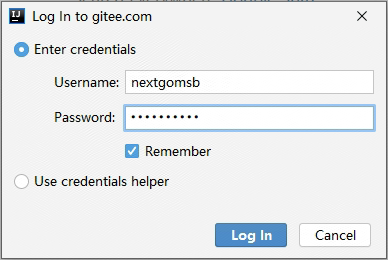 Log In to gitee.com
Enter credentials
Username: nextgomsb
Password: ••••••••••
Remember
Use credentials helper
Log In Cancel